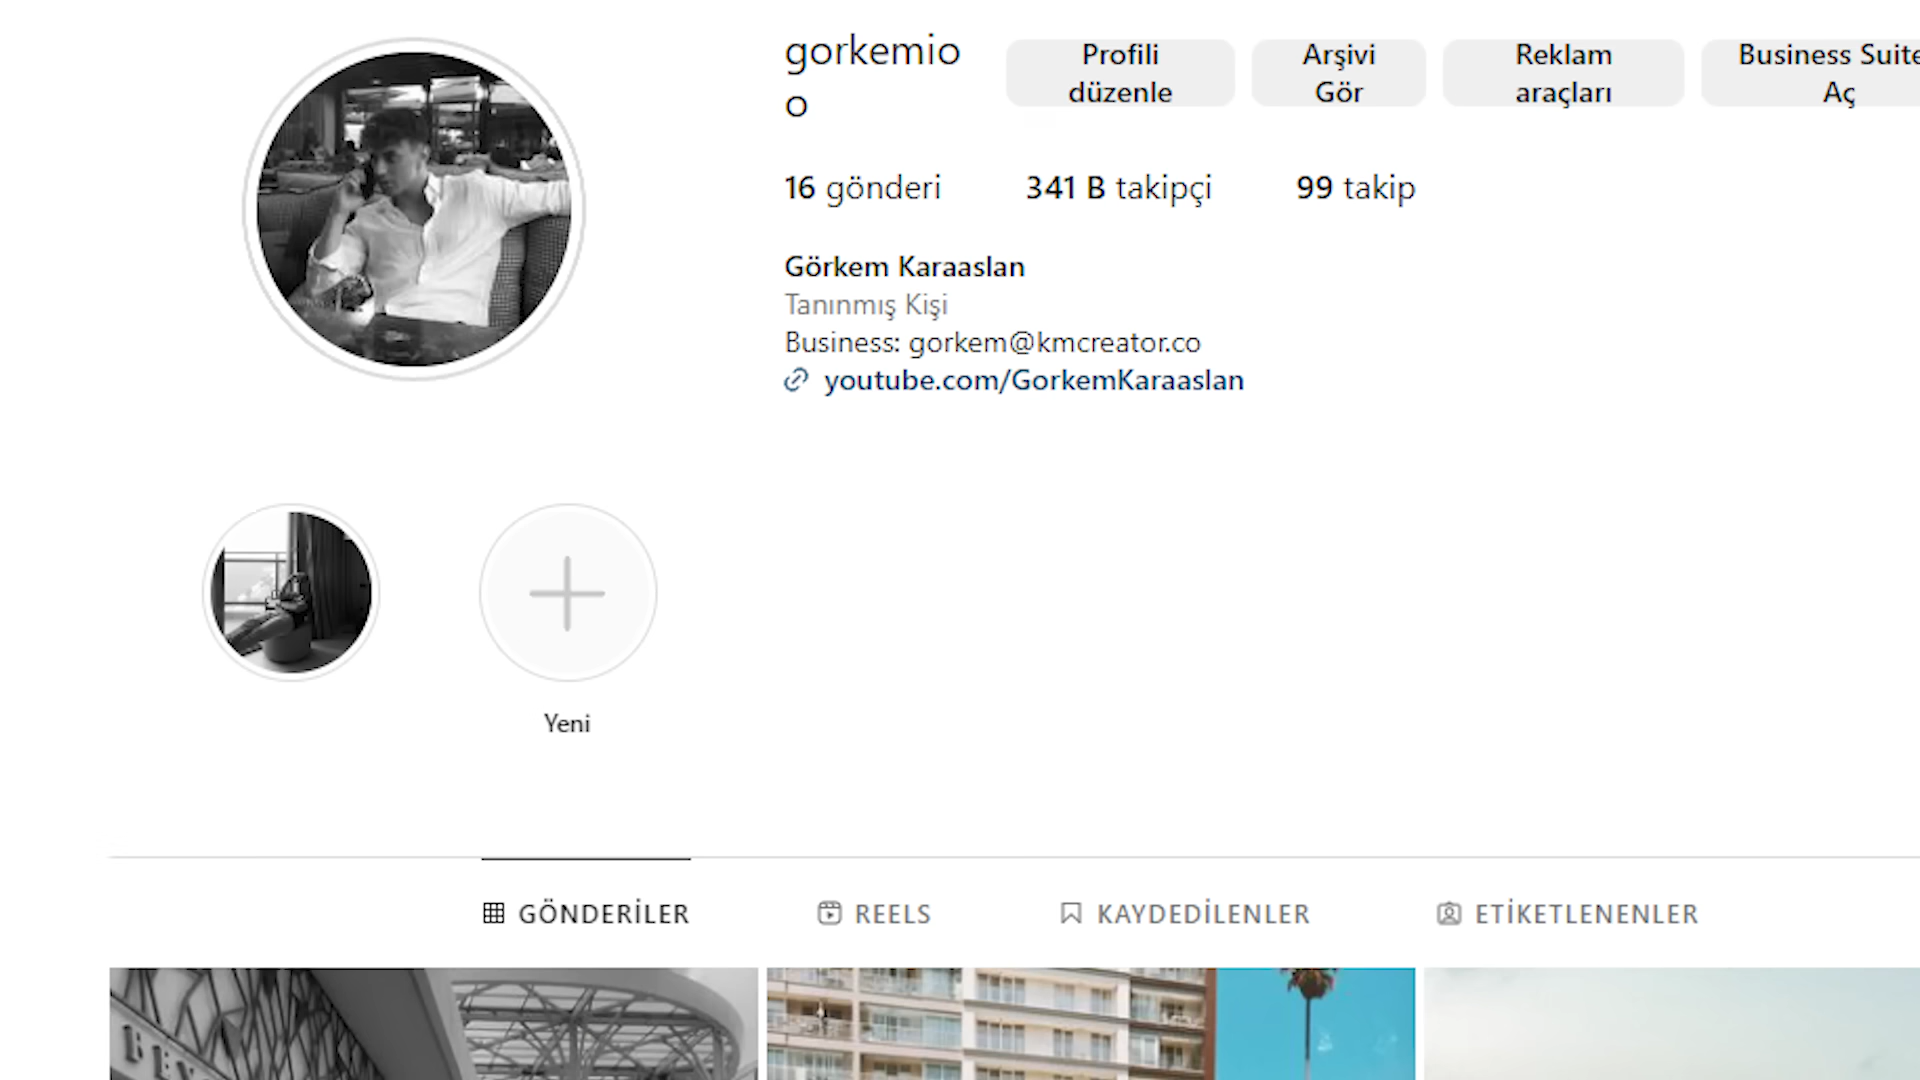 gorkemio
o
Profili
düzenle
Arşivi
Gör
Reklam
araçları
Business Suite
Aç
16 gönderi 341 B takipçi 99 takip
Görkem Karaaslan
Tanınmış Kişi
Business: gorkem@kmcreator.co
youtube.com/GorkemKaraaslan
Yeni
GÖNDERİLER REELS KAYDEDİLENLER ETİKETLENENLER